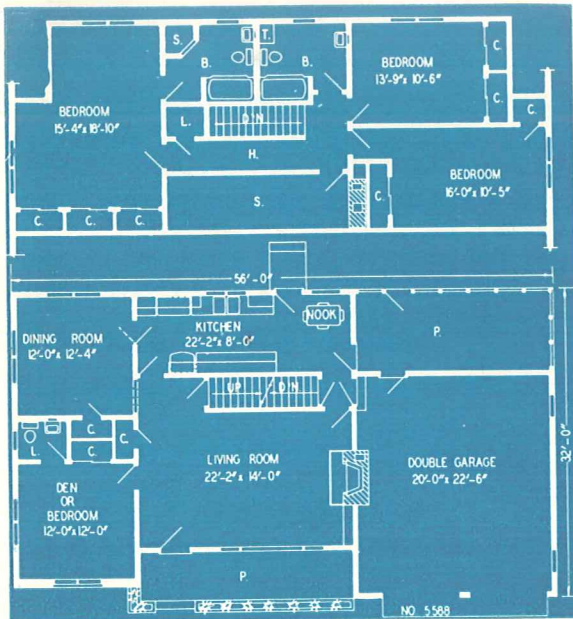 S.
T.
B.
B.
BEDROOM
13'-9" x 10'-6"
C.
C.
C.
BEDROOM
15'-4" x 18'-10"
L.
D'N
H.
BEDROOM
16'-0" x 10'-5"
S.
C.
C.
C.
C.
56'-0"
KITCHEN
22'-2" x 8'-0"
NOOK
P.
DINING ROOM
12'-0" x 12'-4"
UP
D'N
C.
C.
C.
L.
LIVING ROOM
22'-2" x 14'-0"
DOUBLE GARAGE
20'-0" x 22'-6"
32'-0"
DEN
OR
BEDROOM
12'-0" x 12'-0"
P.
NO. 5588